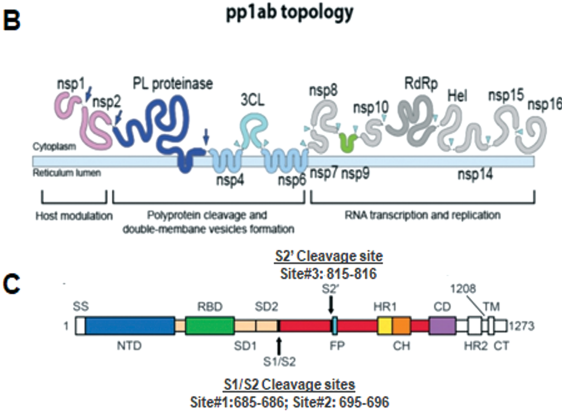 B
pp1ab topology
nsp1
nsp2
PL proteinase
3CL
nsp8
nsp10
RdRp
Hel
nsp15
nsp16
Cytoplasm
Reticulum lumen
nsp4
nsp6
nsp7
nsp9
nsp14
Host modulation
Polyprotein cleavage and
double-membane vesicles formation
RNA transcription and replication
C
S2' Cleavage site
Site#3: 815-816
SS
RBD
SD2
S2'
HR1
CD
1208
TM
1
1273
NTD
SD1
S1/S2
FP
CH
HR2
CT
S1/S2 Cleavage sites
Site#1:685-686; Site#2: 695-696